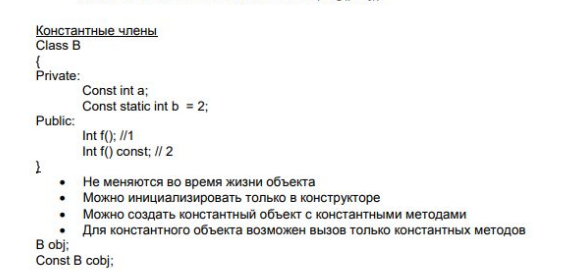 Константные члены
Class B
{
Private:
Const int a;
Const static int b = 2;
Public:
Int f(); //1
Int f() const; // 2
}
• Не меняются во время жизни объекта
• Можно инициализировать только в конструкторе
• Можно создать константный объект с константными методами
• Для константного объекта возможен вызов только константных методов
B obj;
Const B cobj;